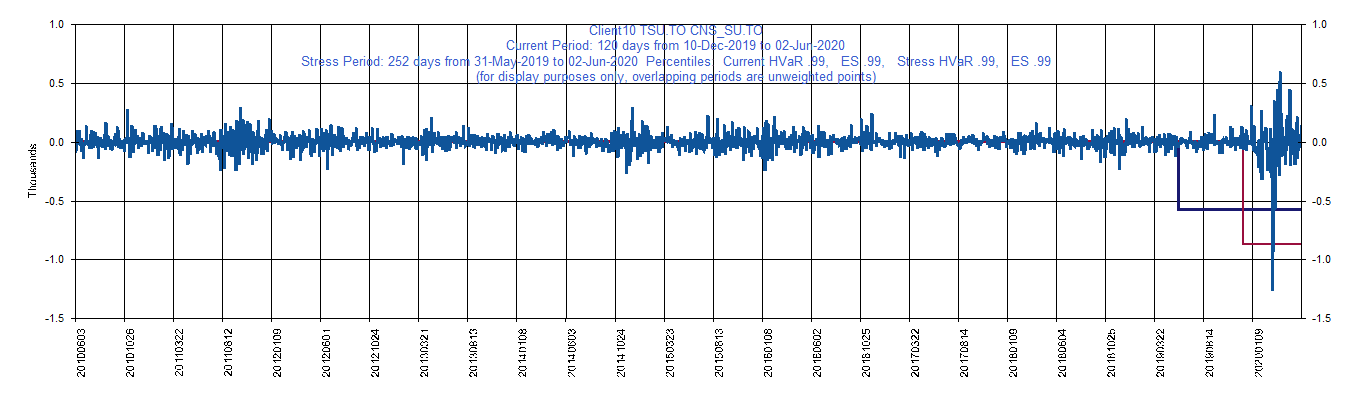 Client10 TSU.TO CNS_SU.TO
Current Period: 120 days from 10-Dec-2019 to 02-Jun-2020
Stress Period: 252 days from 31-May-2019 to 02-Jun-2020 Percentiles: Current HVaR .99, ES .99, Stress HVaR .99, ES .99
(for display purposes only, overlapping periods are unweighted points)
1.0 1.0
0.5 0.5
0.0 0.0
-0.5 -0.5
-1.0 -1.0
-1.5 -1.5
Thousands
20100603 20101026 20110322 20110812 20120109 20120601 20121024 20130321 20130813 20140108 20140603 20141024 20150323 20150813 20160108 20160602 20161025 20170322 20170814 20180109 20180604 20181025 20190322 20190814 20200109